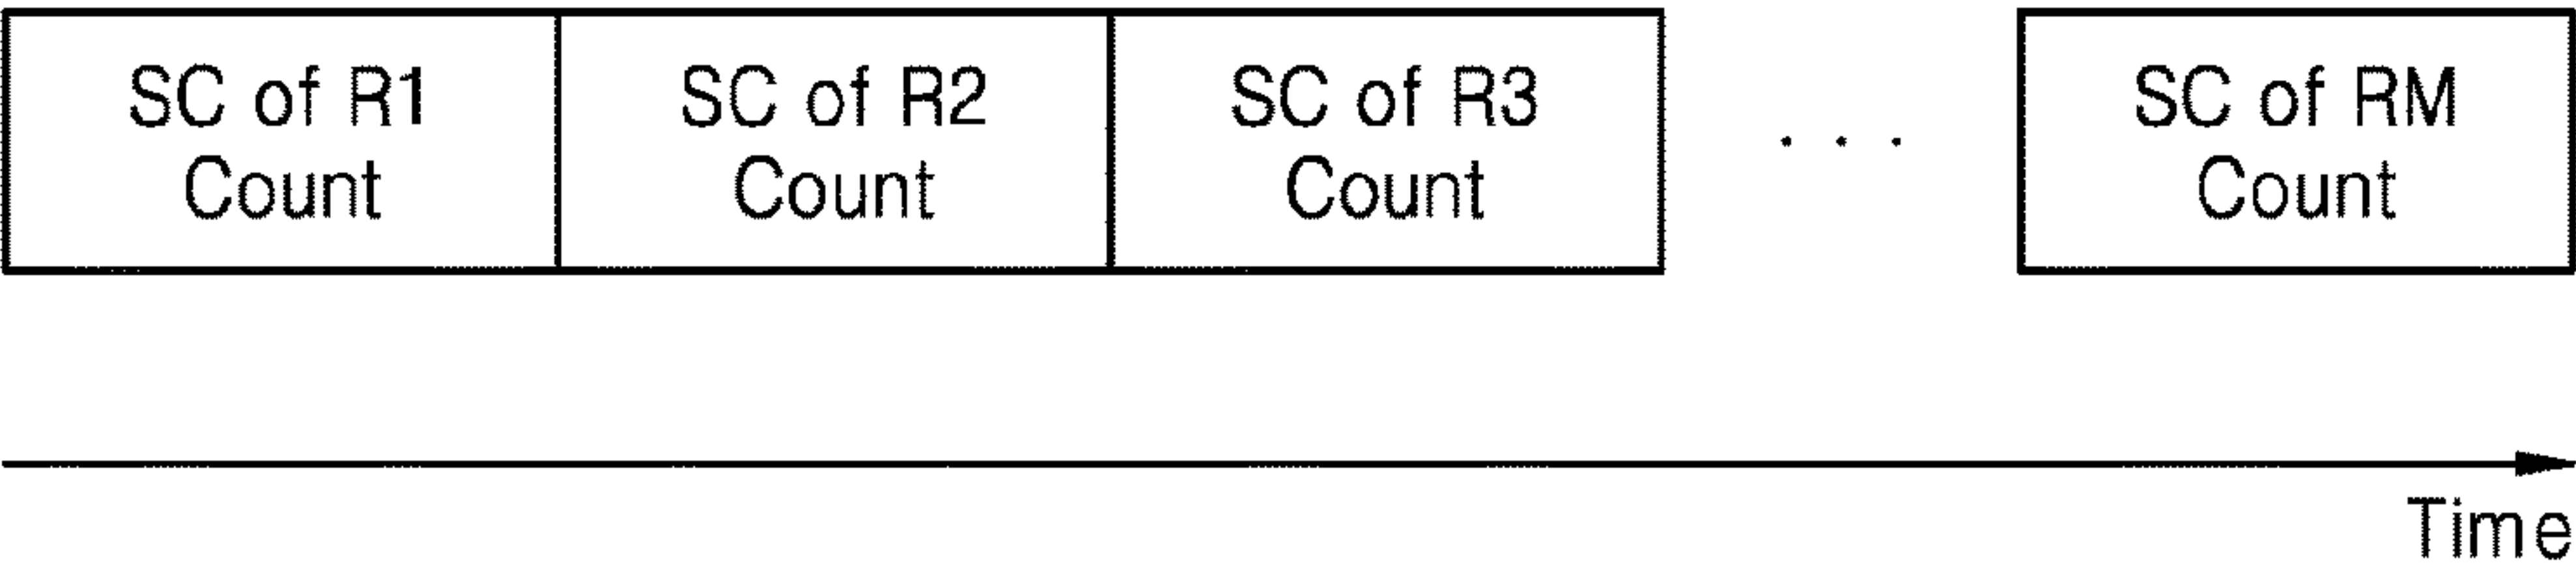 SC of R1
Count
SC of R2
Count
SC of R3
Count
. . .
SC of RM
Count
Time